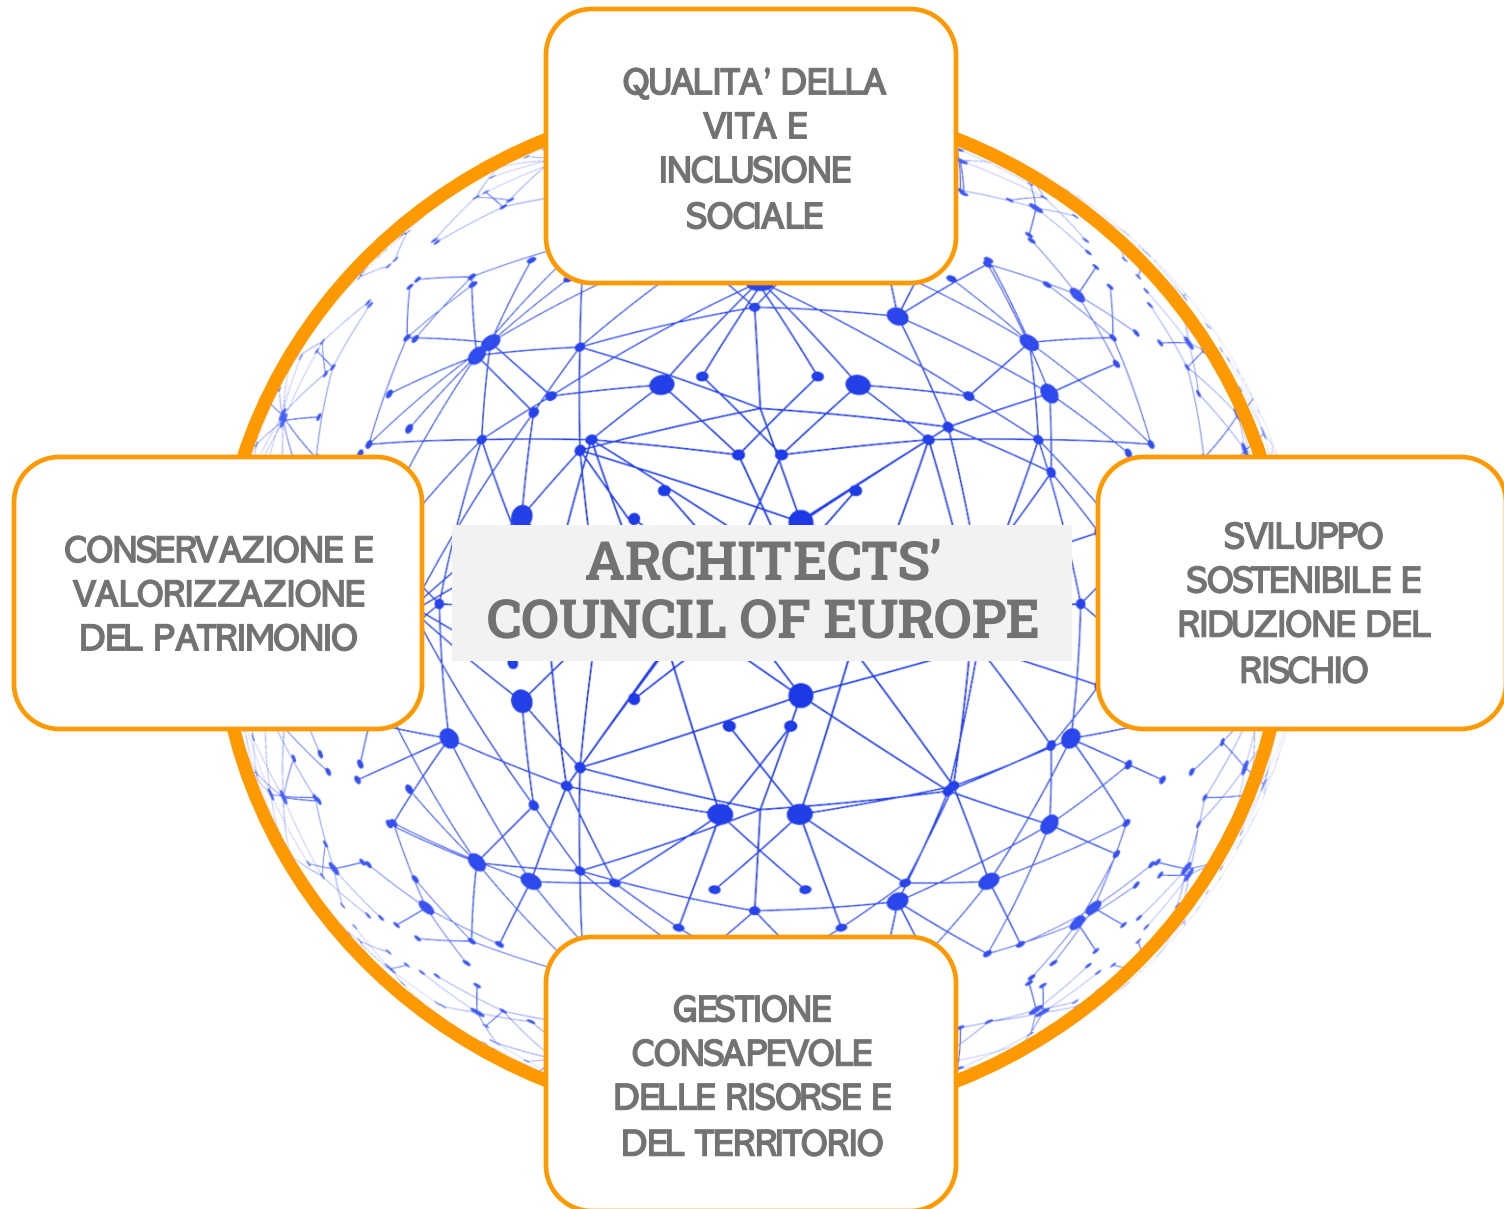 QUALITA’ DELLA
VITA E
INCLUSIONE
SOCIALE
CONSERVAZIONE E
VALORIZZAZIONE
DEL PATRIMONIO
ARCHITECTS’
COUNCIL OF EUROPE
SVILUPPO
SOSTENIBILE E
RIDUZIONE DEL
RISCHIO
GESTIONE
CONSAPEVOLE
DELLE RISORSE E
DEL TERRITORIO